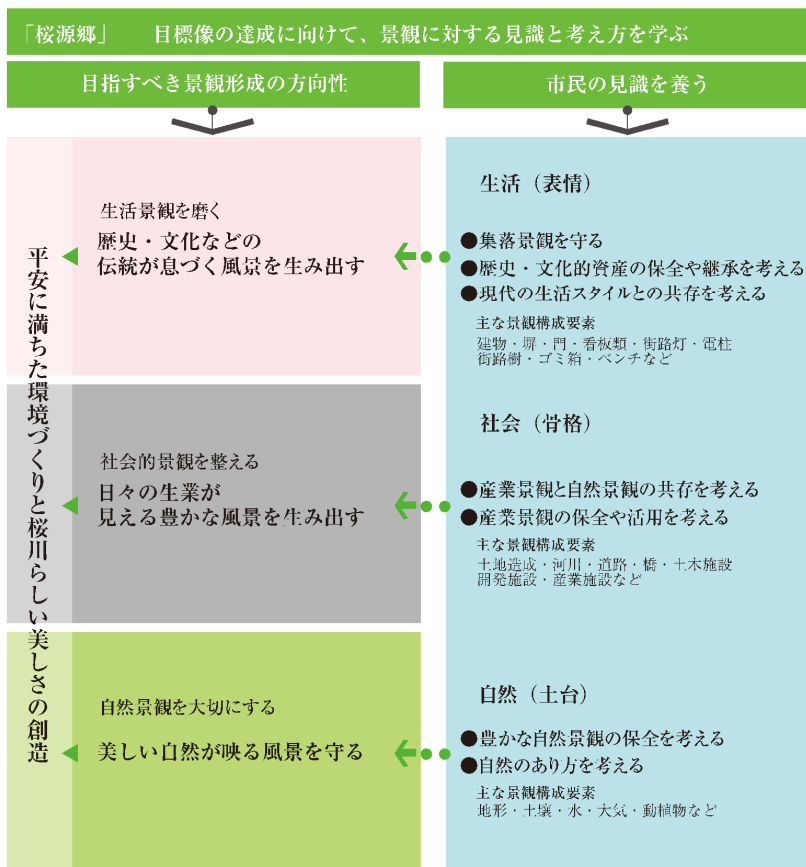 「桜源郷」　目標像の達成に向けて、景観に対する見識と考え方を学ぶ
目指すべき景観形成の方向性
市民の見識を養う
平安に満ちた環境づくりと桜川らしい美しさの創造
生活景観を磨く
歴史・文化などの
伝統が息づく風景を生み出す
生活（表情）
●集落景観を守る
●歴史・文化的資産の保全や継承を考える
●現代の生活スタイルとの共存を考える
主な景観構成要素
建物・塀・門・看板類・街路灯・電柱
街路樹・ゴミ箱・ベンチなど
社会的景観を整える
日々の生業が
見える豊かな風景を生み出す
社会（骨格）
●産業景観と自然景観の共存を考える
●産業景観の保全や活用を考える
主な景観構成要素
土地造成・河川・道路・橋・土木施設
開発施設・産業施設など
自然景観を大切にする
美しい自然が映る風景を守る
自然（土台）
●豊かな自然景観の保全を考える
●自然のあり方を考える
主な景観構成要素
地形・土壌・水・大気・動植物など